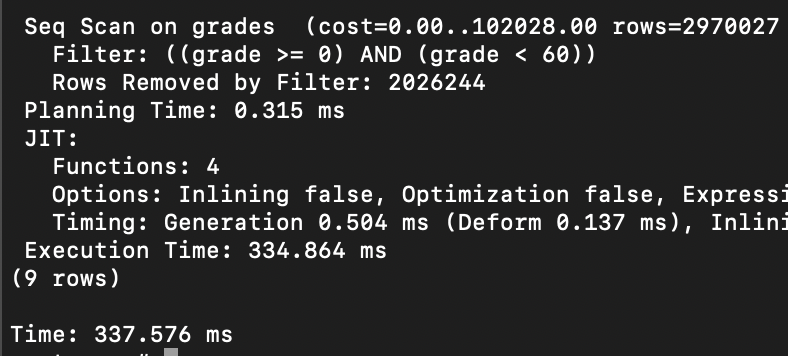 Seq Scan on grades  (cost=0.00..102028.00 rows=2970027
Filter: ((grade >= 0) AND (grade < 60))
Rows Removed by Filter: 2026244
Planning Time: 0.315 ms
JIT:
Functions: 4
Options: Inlining false, Optimization false, Expressi
Timing: Generation 0.504 ms (Deform 0.137 ms), Inlini
Execution Time: 334.864 ms
(9 rows)
Time: 337.576 ms